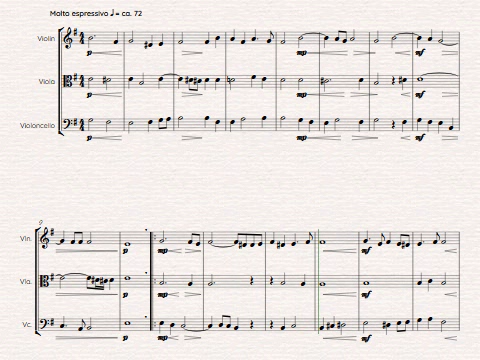 Molto espressivo ♩ = ca. 72
Violin
p
mp
mf
Viola
p
mp
mf
Violoncello
p
mp
mf
9
Vln.
p
mp
mf
Vla.
p
mp
mf
Vc.
p
mp
mf